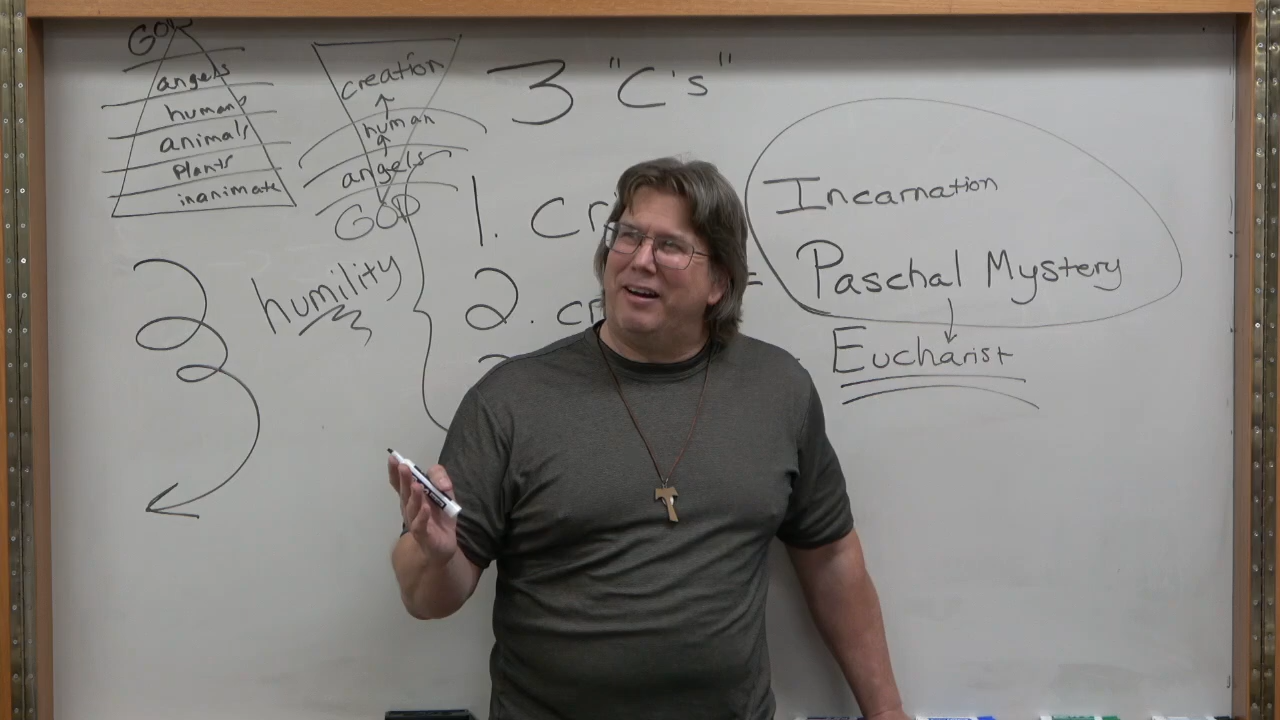 GOD
angels
humans
animals
plants
inanimate
creation
human
angels
GOD
humility
3 "C's"
1. cr
2. cr
Incarnation
=
Paschal Mystery
Eucharist